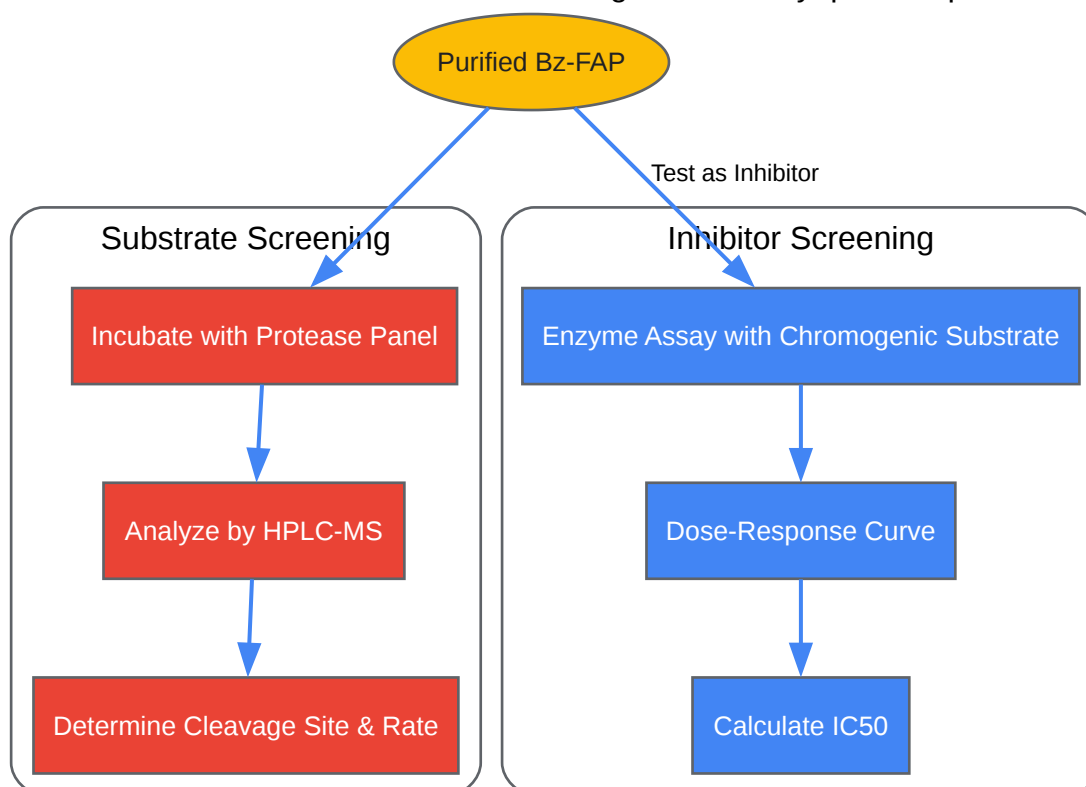 Purified Bz-FAP
Test as Inhibitor
Substrate Screening
Inhibitor Screening
Incubate with Protease Panel
Enzyme Assay with Chromogenic Substrate
Analyze by HPLC-MS
Dose-Response Curve
Determine Cleavage Site & Rate
Calculate IC50